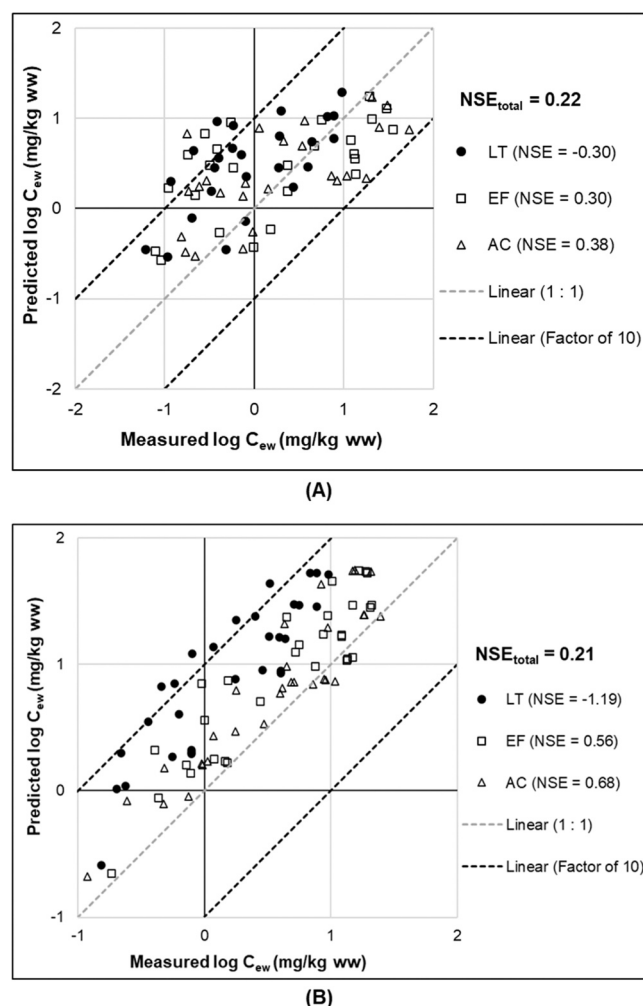 2
1
0
-1
-2
-2
-1
0
1
2
Predicted log Cew (mg/kg ww)
Measured log Cew (mg/kg ww)
NSEtotal = 0.22
LT (NSE = -0.30)
EF (NSE = 0.30)
AC (NSE = 0.38)
Linear (1 : 1)
Linear (Factor of 10)
(A)
2
1
0
-1
-1
0
1
2
Predicted log Cew (mg/kg ww)
Measured log Cew (mg/kg ww)
NSEtotal = 0.21
LT (NSE = -1.19)
EF (NSE = 0.56)
AC (NSE = 0.68)
Linear (1 : 1)
Linear (Factor of 10)
(B)